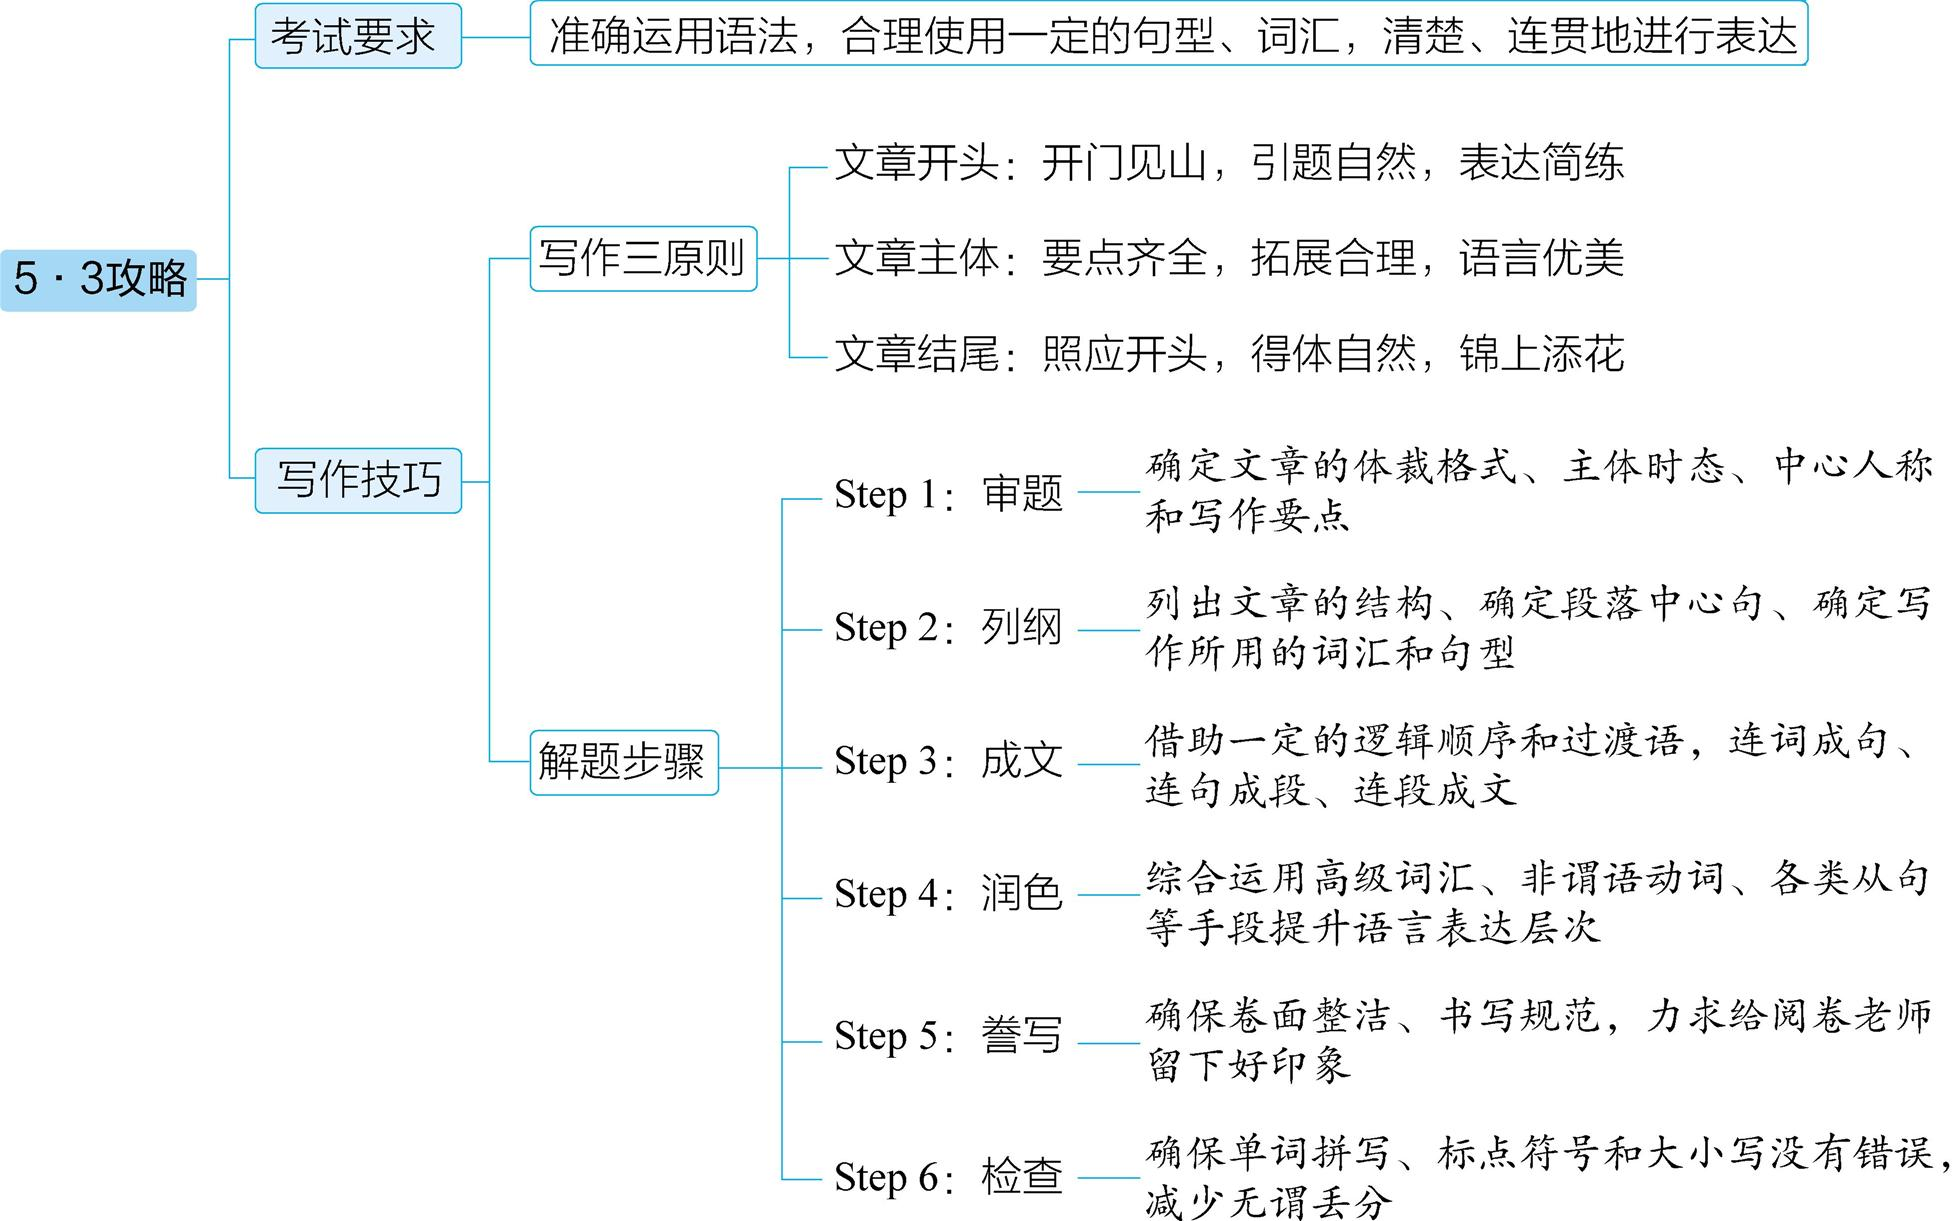 考试要求
准确运用语法，合理使用一定的句型、词汇，清楚、连贯地进行表达
5·3攻略
写作技巧
写作三原则
文章开头：开门见山，引题自然，表达简练
文章主体：要点齐全，拓展合理，语言优美
文章结尾：照应开头，得体自然，锦上添花
解题步骤
Step 1：审题
确定文章的体裁格式、主体时态、中心人称
和写作要点
Step 2：列纲
列出文章的结构、确定段落中心句、确定写
作所用的词汇和句型
Step 3：成文
借助一定的逻辑顺序和过渡语，连词成句、
连句成段、连段成文
Step 4：润色
综合运用高级词汇、非谓语动词、各类从句
等手段提升语言表达层次
Step 5：誊写
确保卷面整洁、书写规范，力求给阅卷老师
留下好印象
Step 6：检查
确保单词拼写、标点符号和大小写没有错误，
减少无谓丢分